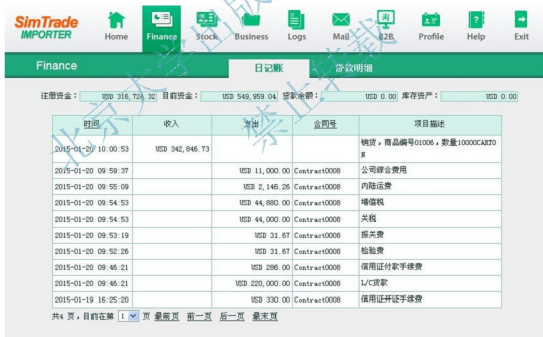 SimTrade
IMPORTER
Home
Finance
Stock
Business
Logs
Mail
B2B
Profile
Help
Exit
Finance
日记账
贷款明细
注册资金: USD 316,726.32 目前资金: USD 549,959.04 贷款余额: USD 0.00 库存资产: USD 0.00
时间 收入 支出 合同号 项目描述
2015-01-20 10:00:53 USD 342,846.73 销货,商品编号01006,数量10000CARTO
N
2015-01-20 09:59:37 USD 11,000.00 Contract0008 公司综合费用
2015-01-20 09:55:09 USD 2,146.26 Contract0008 内陆运费
2015-01-20 09:54:53 USD 44,880.00 Contract0008 增值税
2015-01-20 09:54:53 USD 44,000.00 Contract0008 关税
2015-01-20 09:53:19 USD 31.67 Contract0008 报关费
2015-01-20 09:52:26 USD 31.67 Contract0008 检验费
2015-01-20 09:46:21 USD 286.00 Contract0008 信用证付款手续费
2015-01-20 09:46:21 USD 220,000.00 Contract0008 L/C货款
2015-01-19 16:25:20 USD 330.00 Contract0008 信用证开证手续费
共4 页,目前在第 1 页 最前页 前一页 后一页 最末页
北京大学出版
禁止转载